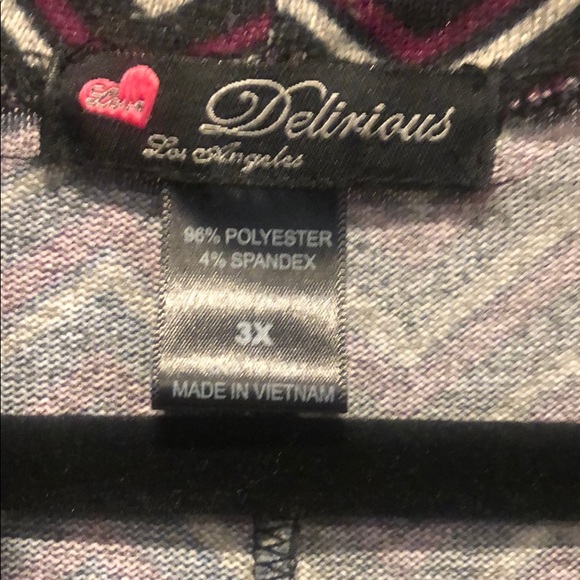 Love Delirious
Los Angeles
96% POLYESTER
4% SPANDEX
3X
MADE IN VIETNAM